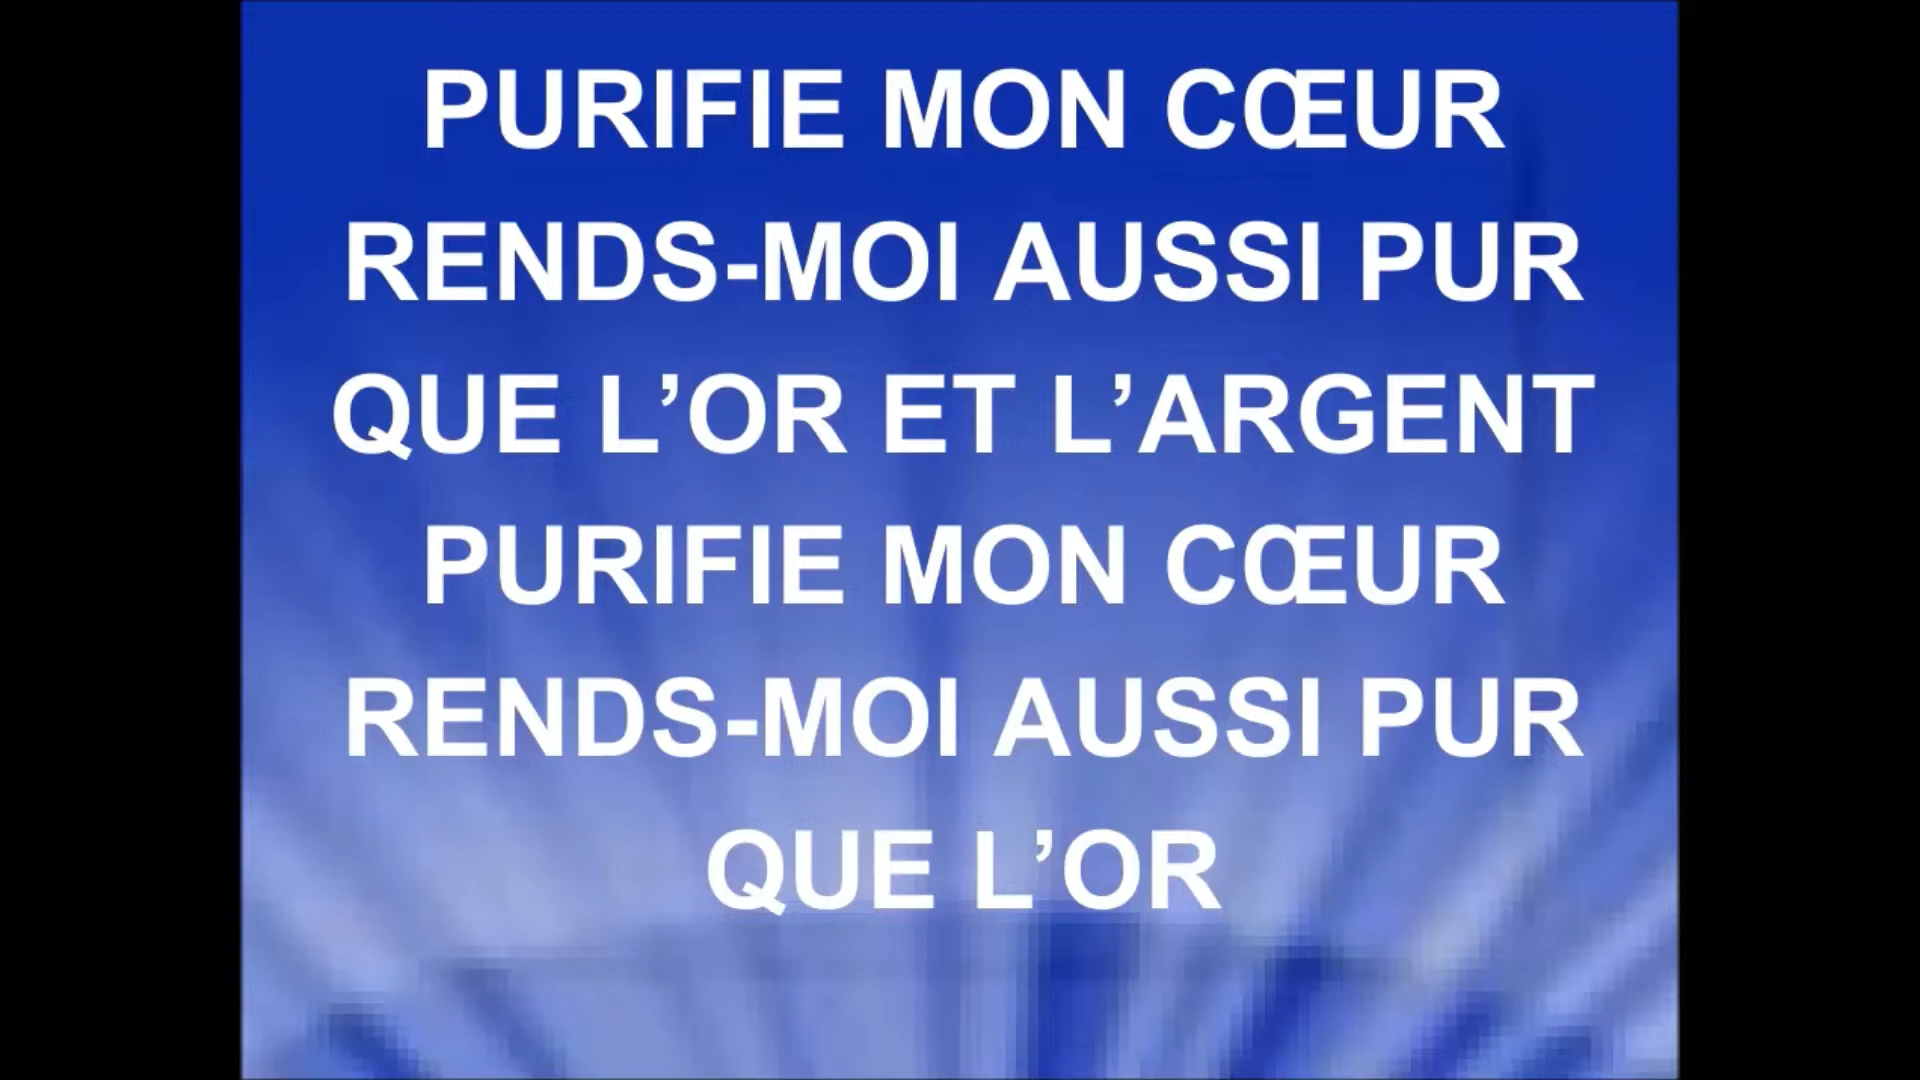 PURIFIE MON CŒUR
RENDS-MOI AUSSI PUR
QUE L’OR ET L’ARGENT
PURIFIE MON CŒUR
RENDS-MOI AUSSI PUR
QUE L’OR